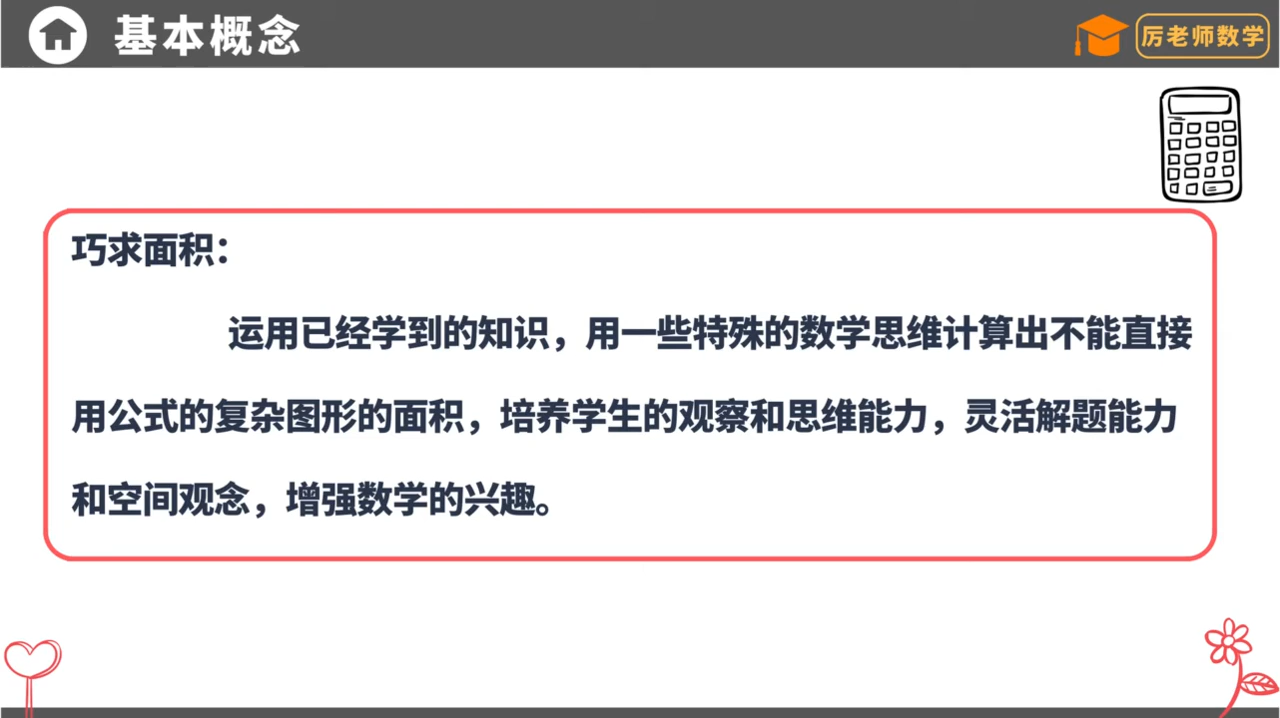 基本概念
厉老师数学
巧求面积：
运用已经学到的知识，用一些特殊的数学思维计算出不能直接
用公式的复杂图形的面积，培养学生的观察和思维能力，灵活解题能力
和空间观念，增强数学的兴趣。